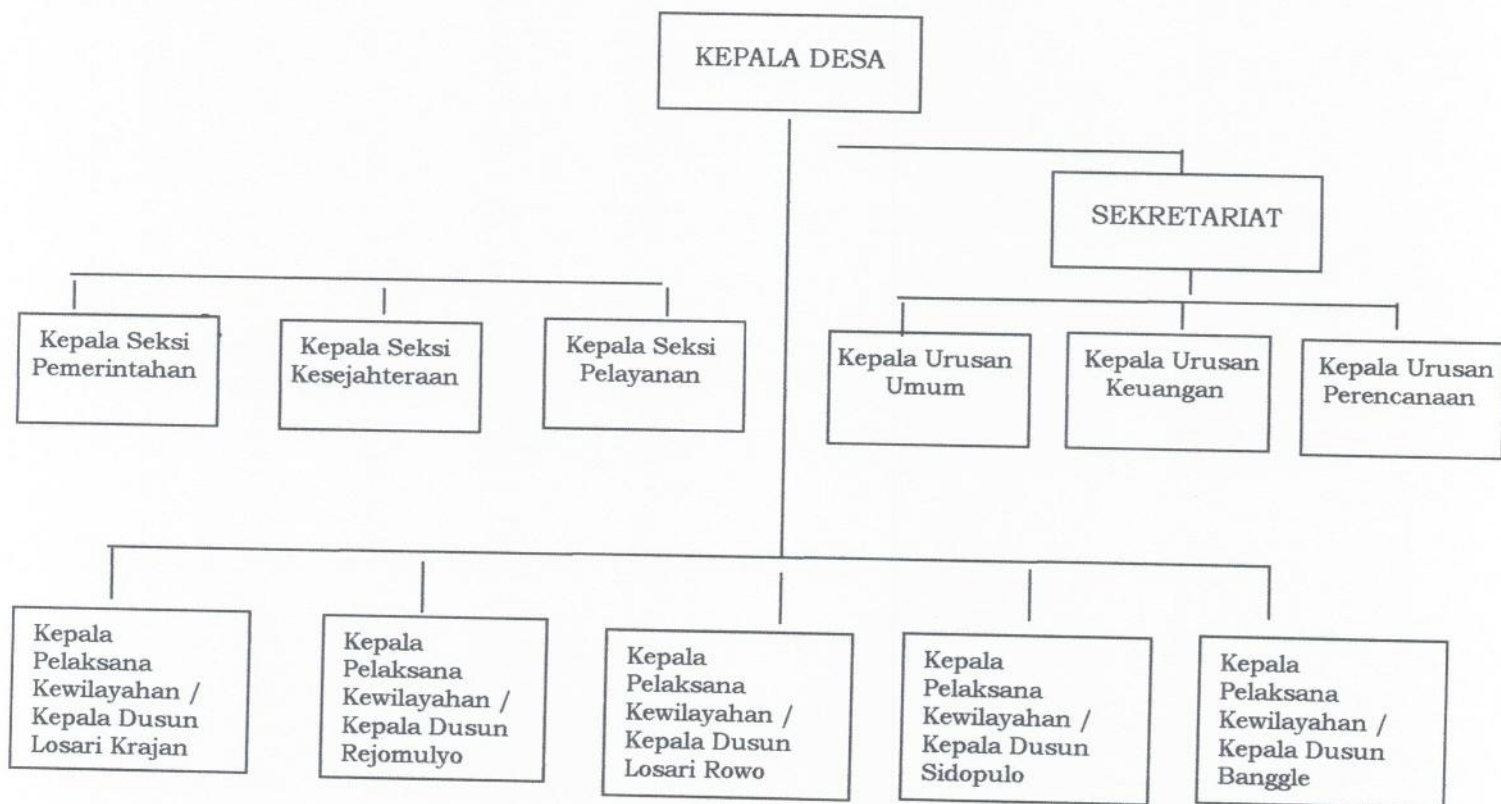 KEPALA DESA
SEKRETARIAT
Kepala Seksi
Pemerintahan
Kepala Seksi
Kesejahteraan
Kepala Seksi
Pelayanan
Kepala Urusan
Umum
Kepala Urusan
Keuangan
Kepala Urusan
Perencanaan
Kepala
Pelaksana
Kewilayahan /
Kepala Dusun
Losari Krajan
Kepala
Pelaksana
Kewilayahan /
Kepala Dusun
Rejomulyo
Kepala
Pelaksana
Kewilayahan /
Kepala Dusun
Losari Rowo
Kepala
Pelaksana
Kewilayahan /
Kepala Dusun
Sidopulo
Kepala
Pelaksana
Kewilayahan /
Kepala Dusun
Banggle